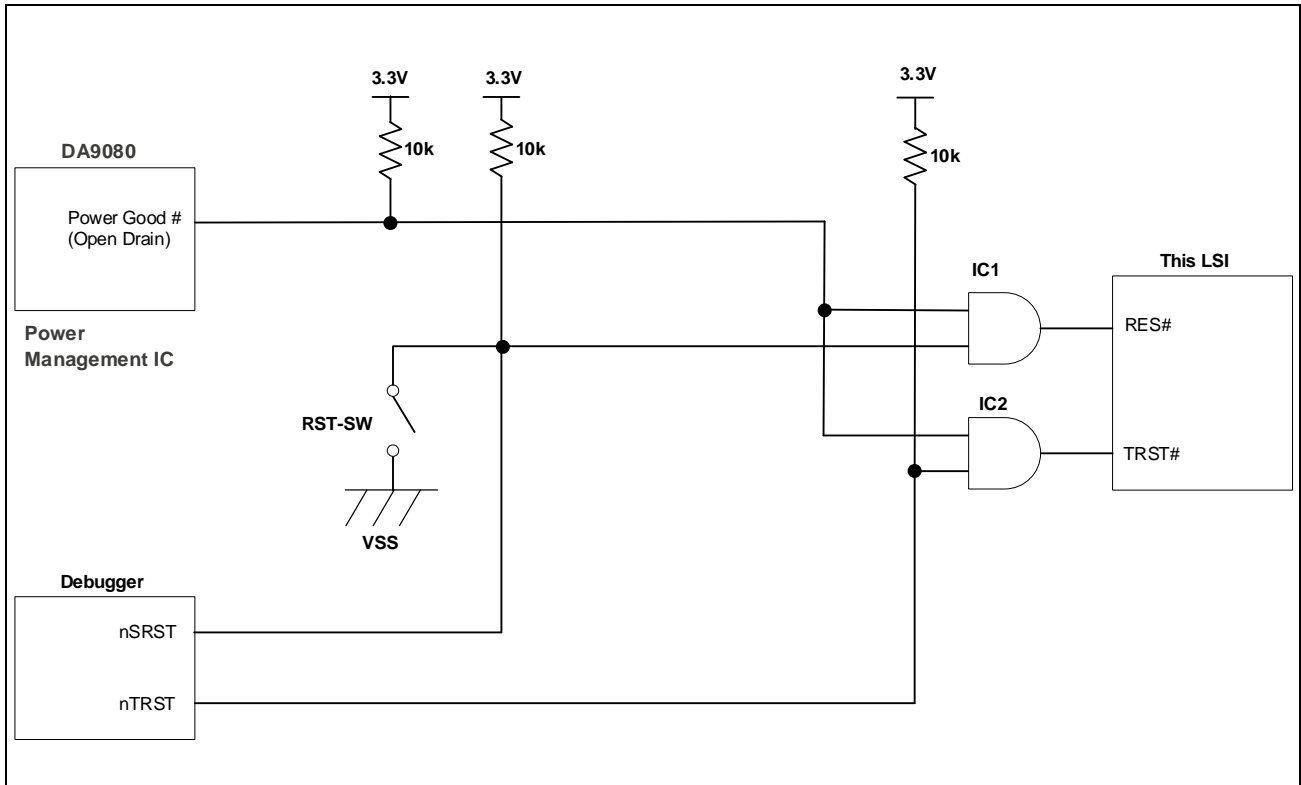 3.3V
3.3V
3.3V
10k
10k
10k
DA9080
Power Good #
(Open Drain)
Power
Management IC
RST-SW
VSS
IC1
IC2
This LSI
RES#
TRST#
Debugger
nSRST
nTRST